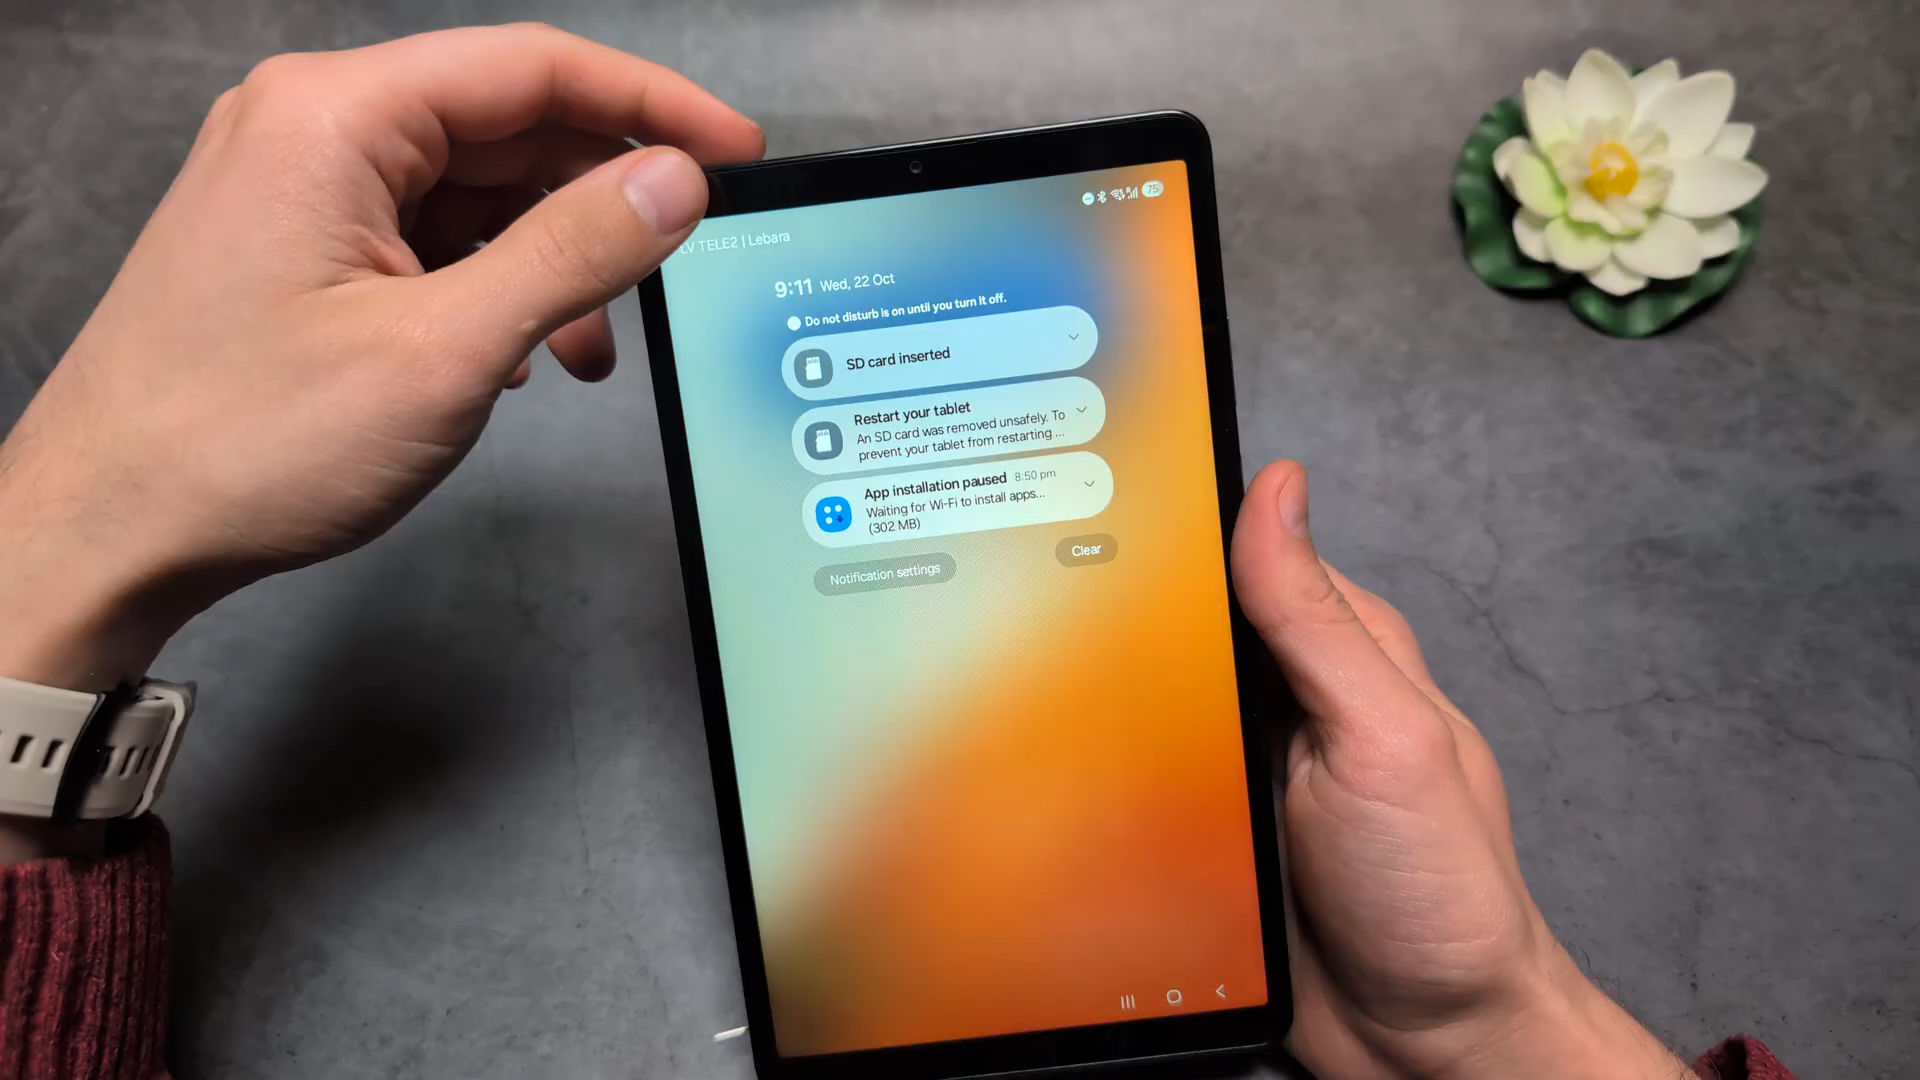 LV TELE2 | Lebara
75
9:11 Wed, 22 Oct
Do not disturb is on until you turn it off.
SD card inserted
Restart your tablet
An SD card was removed unsafely. To
prevent your tablet from restarting ...
App installation paused 8:50 pm
Waiting for Wi-Fi to install apps...
(302 MB)
Notification settings
Clear